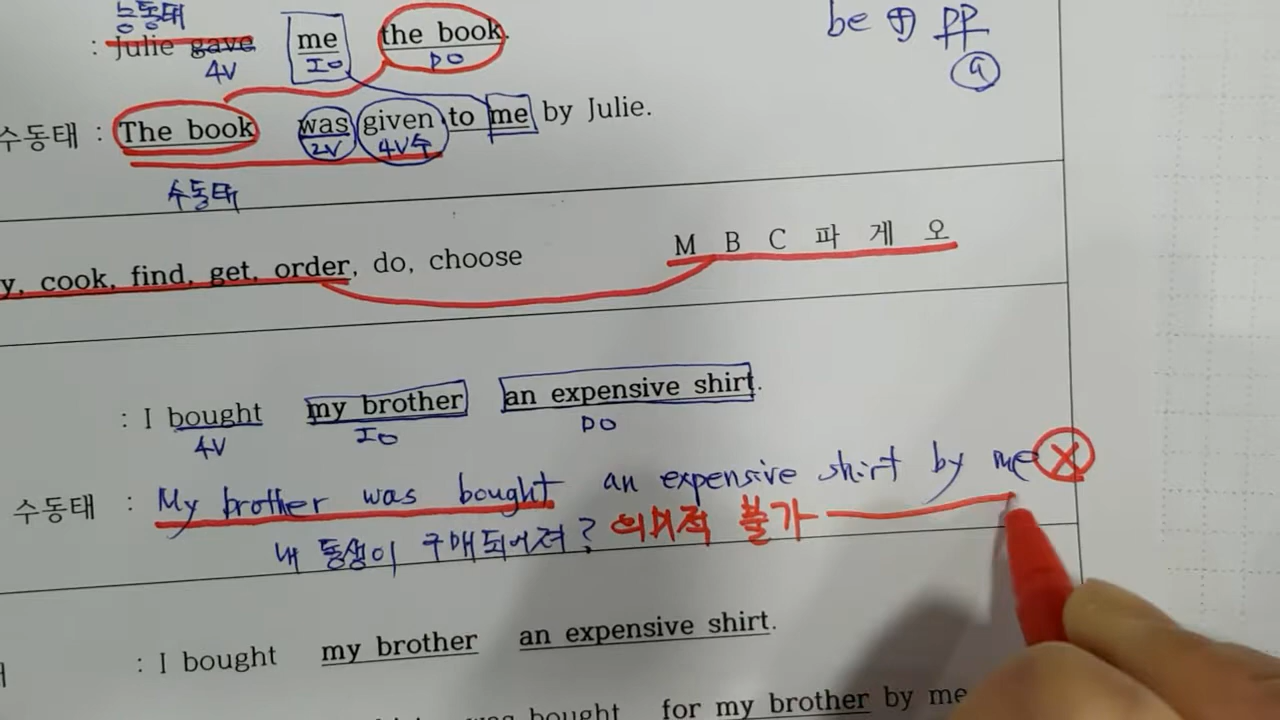 능동태
be ⊕ PP
: Julie gave me the book.
4V IO DO
a
수동태 : The book was given to me by Julie.
2V 4V수
수동태
y, cook, find, get, order, do, choose M B C 파 게 오
: I bought my brother an expensive shirt.
4V IO DO
수동태 : My brother was bought an expensive shirt by me X
내 동생이 구매되어져? 의미적 불가
: I bought my brother an expensive shirt.
bought for my brother by me